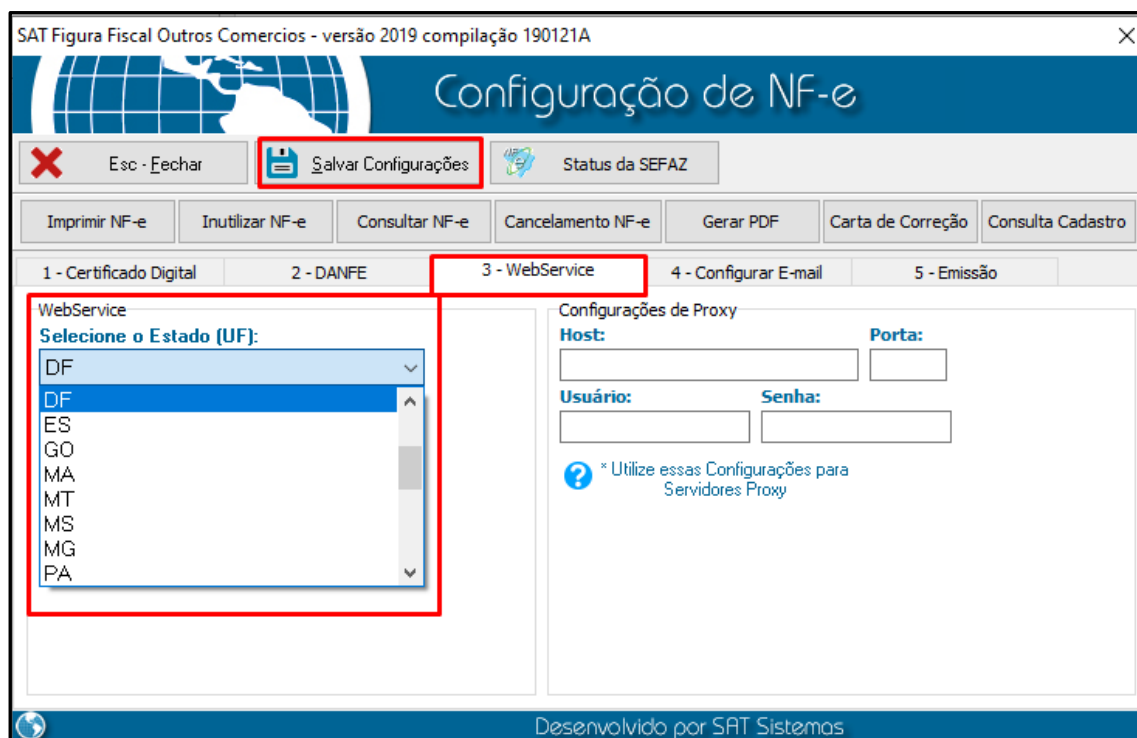 SAT Figura Fiscal Outros Comercios - versão 2019 compilação 190121A
Configuração de NF-e
Esc - Fechar
Salvar Configurações
Status da SEFAZ
Imprimir NF-e
Inutilizar NF-e
Consultar NF-e
Cancelamento NF-e
Gerar PDF
Carta de Correção
Consulta Cadastro
1 - Certificado Digital
2 - DANFE
3 - WebService
4 - Configurar E-mail
5 - Emissão
WebService
Selecione o Estado (UF):
DF
DF
ES
GO
MA
MT
MS
MG
PA
Configurações de Proxy
Host:
Porta:
Usuário:
Senha:
* Utilize essas Configurações para
Servidores Proxy
Desenvolvido por SAT Sistemas